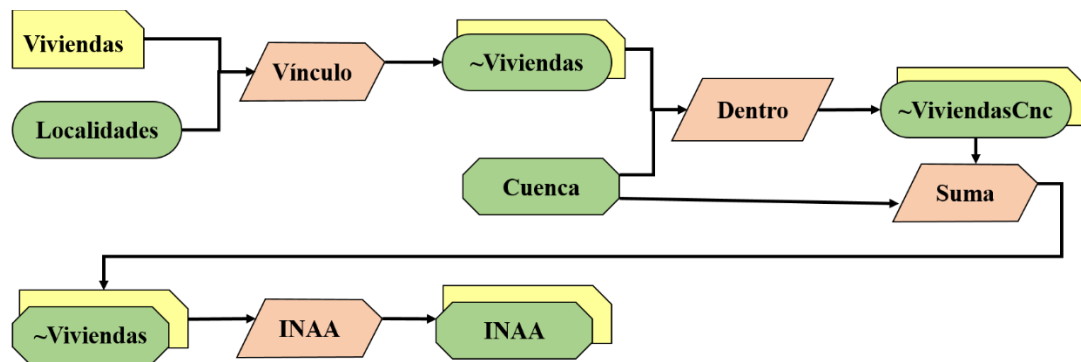 Viviendas
Vínculo
~Viviendas
Localidades
Dentro
~ViviendasCnc
Cuenca
Suma
~Viviendas
INAA
INAA